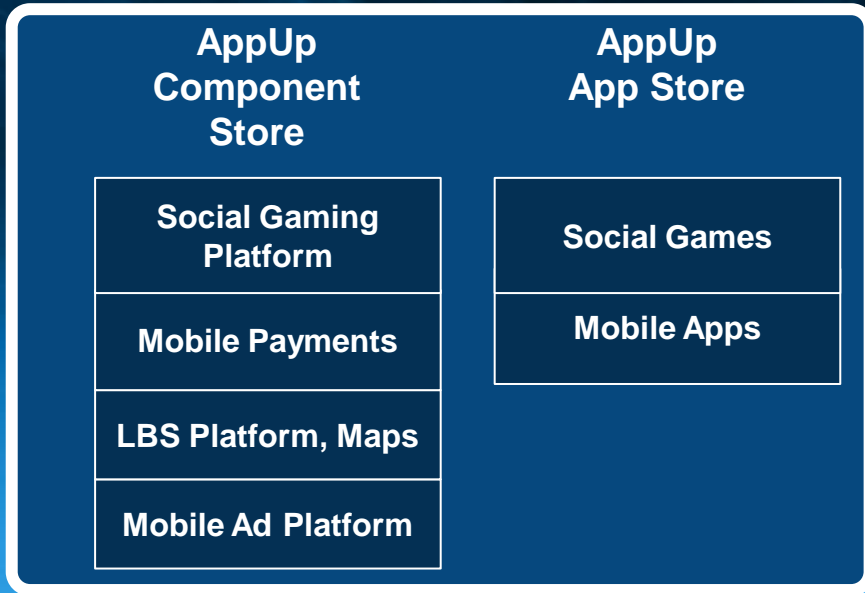 AppUp
Component
Store
Social Gaming
Platform
Mobile Payments
LBS Platform, Maps
Mobile Ad Platform
AppUp
App Store
Social Games
Mobile Apps